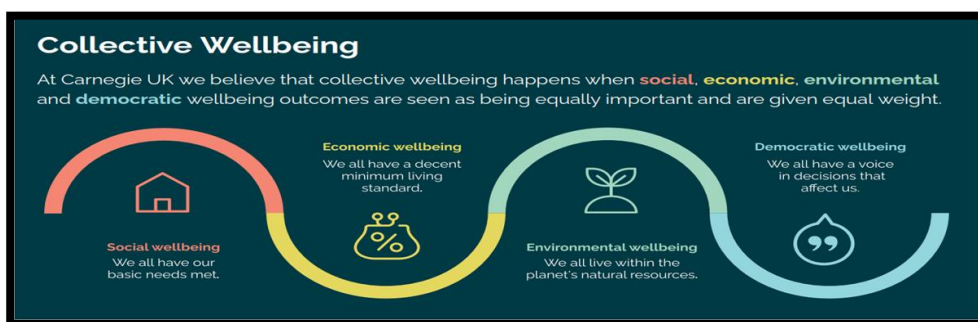 Collective Wellbeing
At Carnegie UK we believe that collective wellbeing happens when social, economic, environmental
and democratic wellbeing outcomes are seen as being equally important and are given equal weight.
Social wellbeing
We all have our
basic needs met.
Economic wellbeing
We all have a decent
minimum living
standard.
%
Environmental wellbeing
We all live within the
planet's natural resources.
Democratic wellbeing
We all have a voice
in decisions that
affect us.